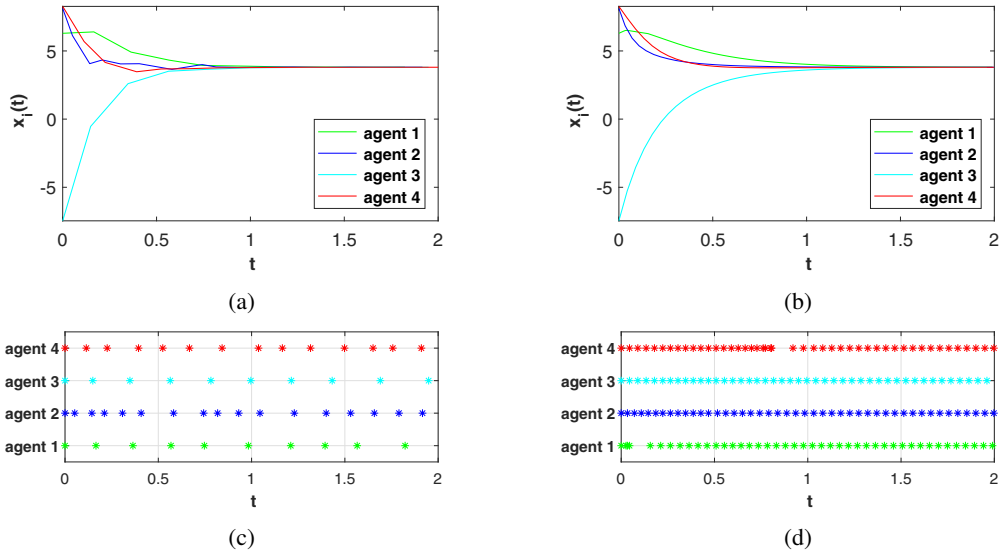 5
0
-5
x_i(t)
agent 1
agent 2
agent 3
agent 4
0 0.5 1 1.5 2
t
(a)
5
0
-5
x_i(t)
agent 1
agent 2
agent 3
agent 4
0 0.5 1 1.5 2
t
(b)
agent 4
agent 3
agent 2
agent 1
0 0.5 1 1.5 2
t
(c)
agent 4
agent 3
agent 2
agent 1
0 0.5 1 1.5 2
t
(d)